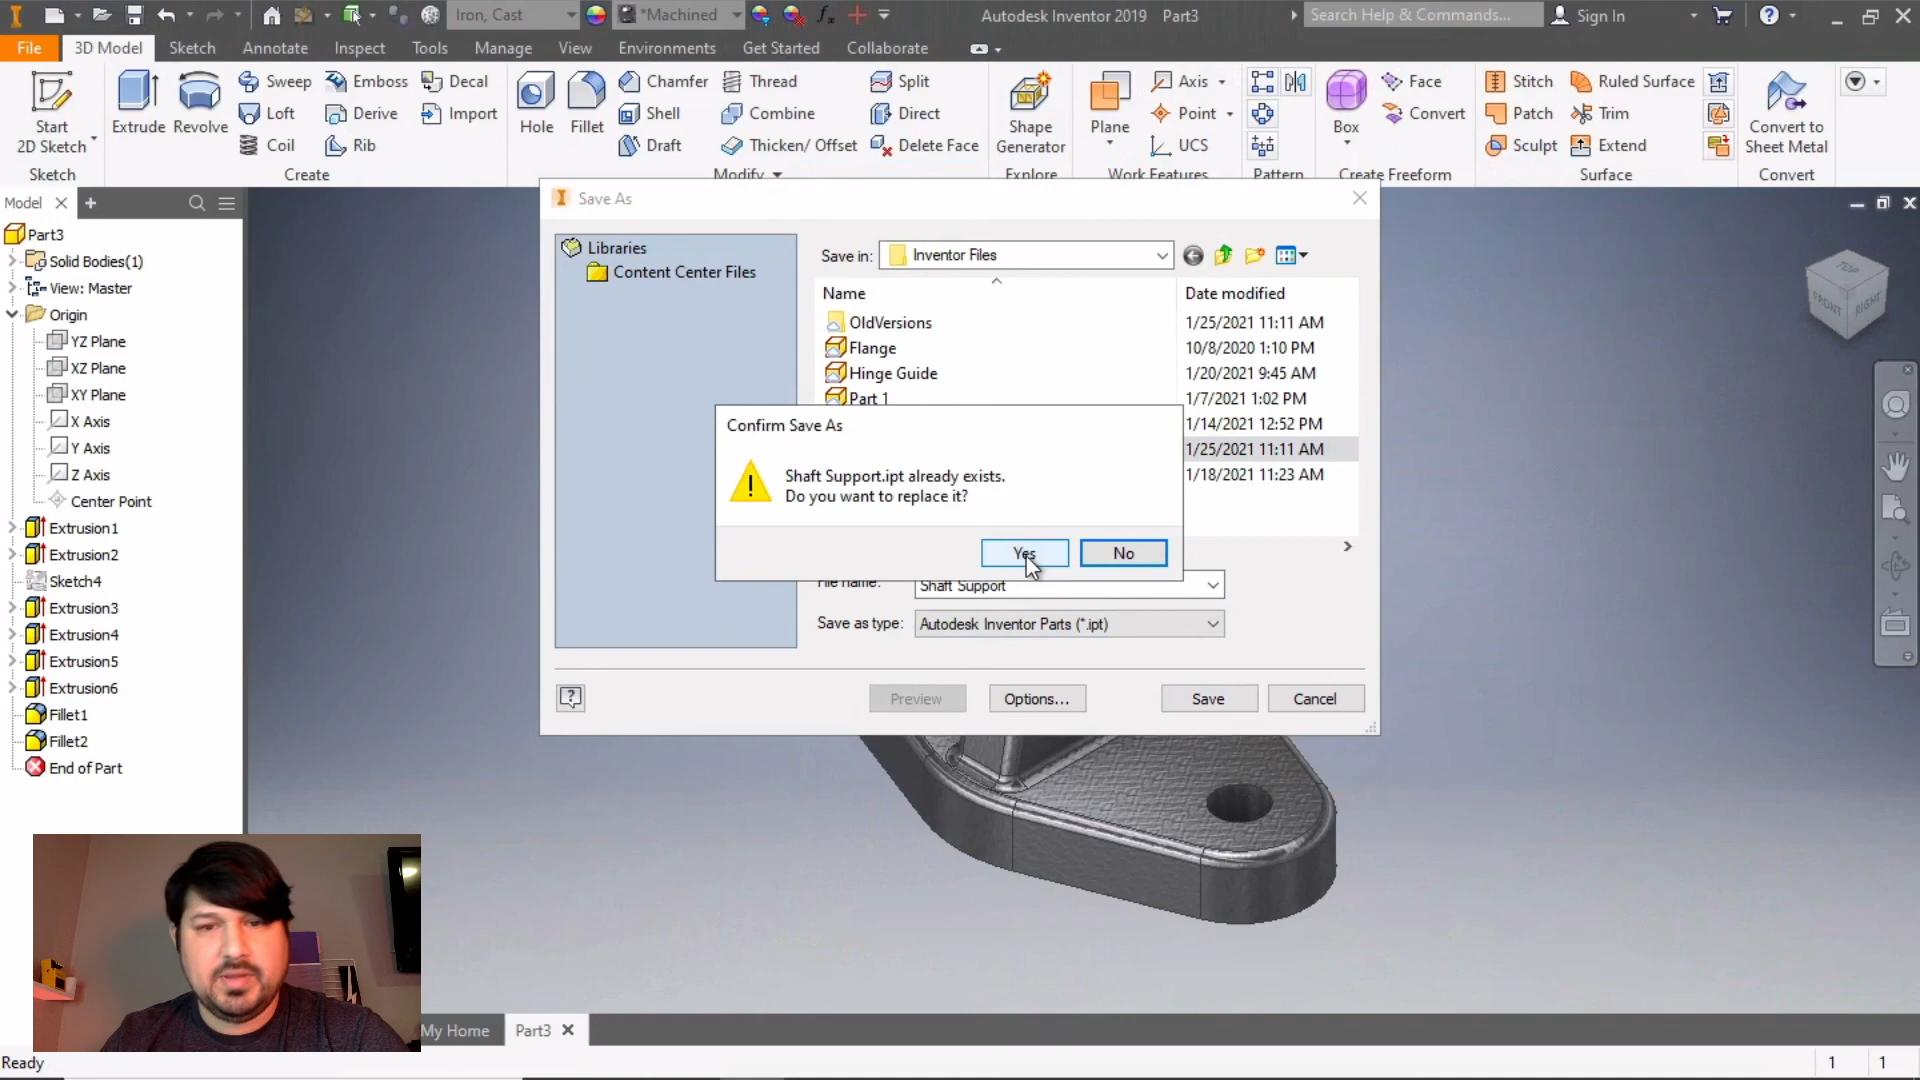 Iron, Cast
*Machined
Autodesk Inventor 2019 Part3
Search Help & Commands...
Sign In
File 3D Model Sketch Annotate Inspect Tools Manage View Environments Get Started Collaborate
Start 2D Sketch
Extrude
Revolve
Sweep
Loft
Coil
Emboss
Derive
Rib
Decal
Import
Hole
Fillet
Chamfer
Shell
Draft
Thread
Combine
Thicken/ Offset
Split
Direct
Delete Face
Shape Generator
Plane
Axis
Point
UCS
Box
Face
Convert
Stitch
Patch
Sculpt
Ruled Surface
Trim
Extend
Convert to Sheet Metal
Sketch
Create
Modify
Explore
Work Features
Pattern
Create Freeform
Surface
Convert
Model
Part3
Solid Bodies(1)
View: Master
Origin
YZ Plane
XZ Plane
XY Plane
X Axis
Y Axis
Z Axis
Center Point
Extrusion1
Extrusion2
Sketch4
Extrusion3
Extrusion4
Extrusion5
Extrusion6
Fillet1
Fillet2
End of Part
Save As
Libraries
Content Center Files
Save in: Inventor Files
Name Date modified
OldVersions 1/25/2021 11:11 AM
Flange 10/8/2020 1:10 PM
Hinge Guide 1/20/2021 9:45 AM
Part 1 1/7/2021 1:02 PM
1/14/2021 12:52 PM
1/25/2021 11:11 AM
1/18/2021 11:23 AM
Confirm Save As
Shaft Support.ipt already exists.
Do you want to replace it?
Yes No
File name: Shaft Support
Save as type: Autodesk Inventor Parts (*.ipt)
Preview Options... Save Cancel
TOP
FRONT RIGHT
My Home Part3
Ready 1 1